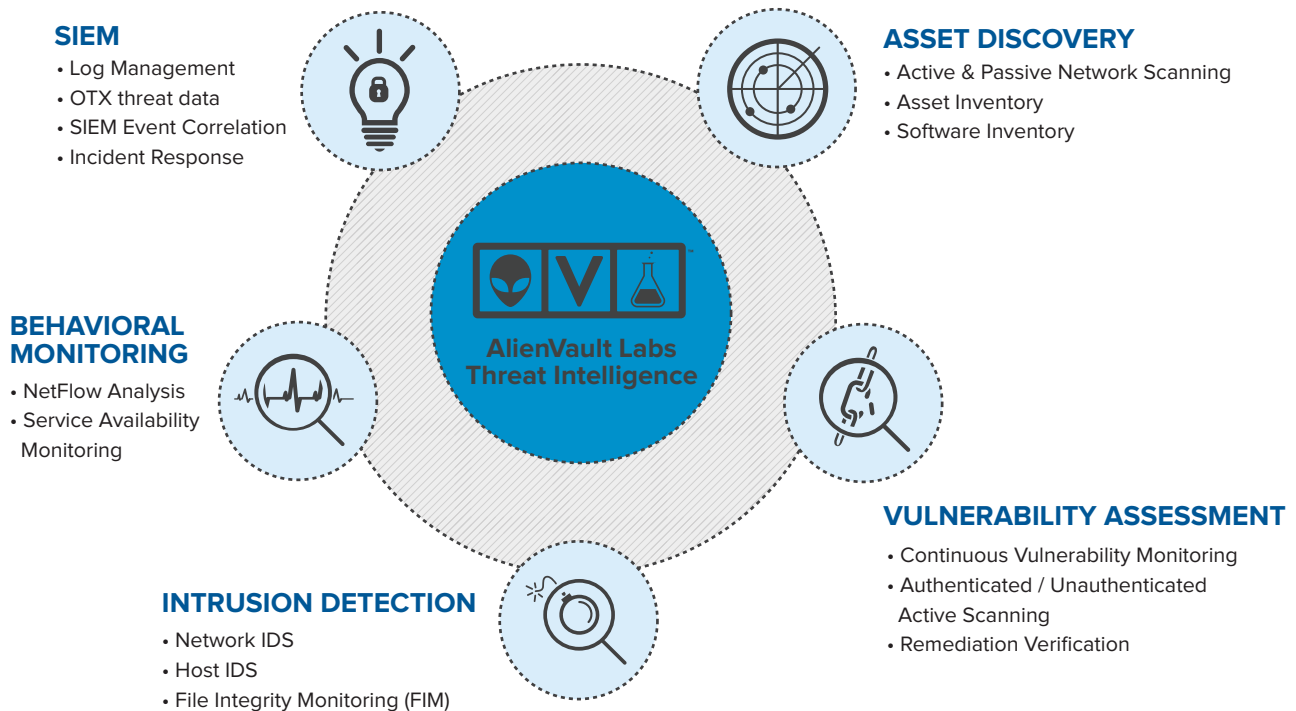 SIEM
• Log Management
• OTX threat data
• SIEM Event Correlation
• Incident Response
ASSET DISCOVERY
• Active & Passive Network Scanning
• Asset Inventory
• Software Inventory
V
™
AlienVault Labs
Threat Intelligence
BEHAVIORAL
MONITORING
• NetFlow Analysis
• Service Availability
Monitoring
VULNERABILITY ASSESSMENT
• Continuous Vulnerability Monitoring
• Authenticated / Unauthenticated
Active Scanning
• Remediation Verification
INTRUSION DETECTION
• Network IDS
• Host IDS
• File Integrity Monitoring (FIM)